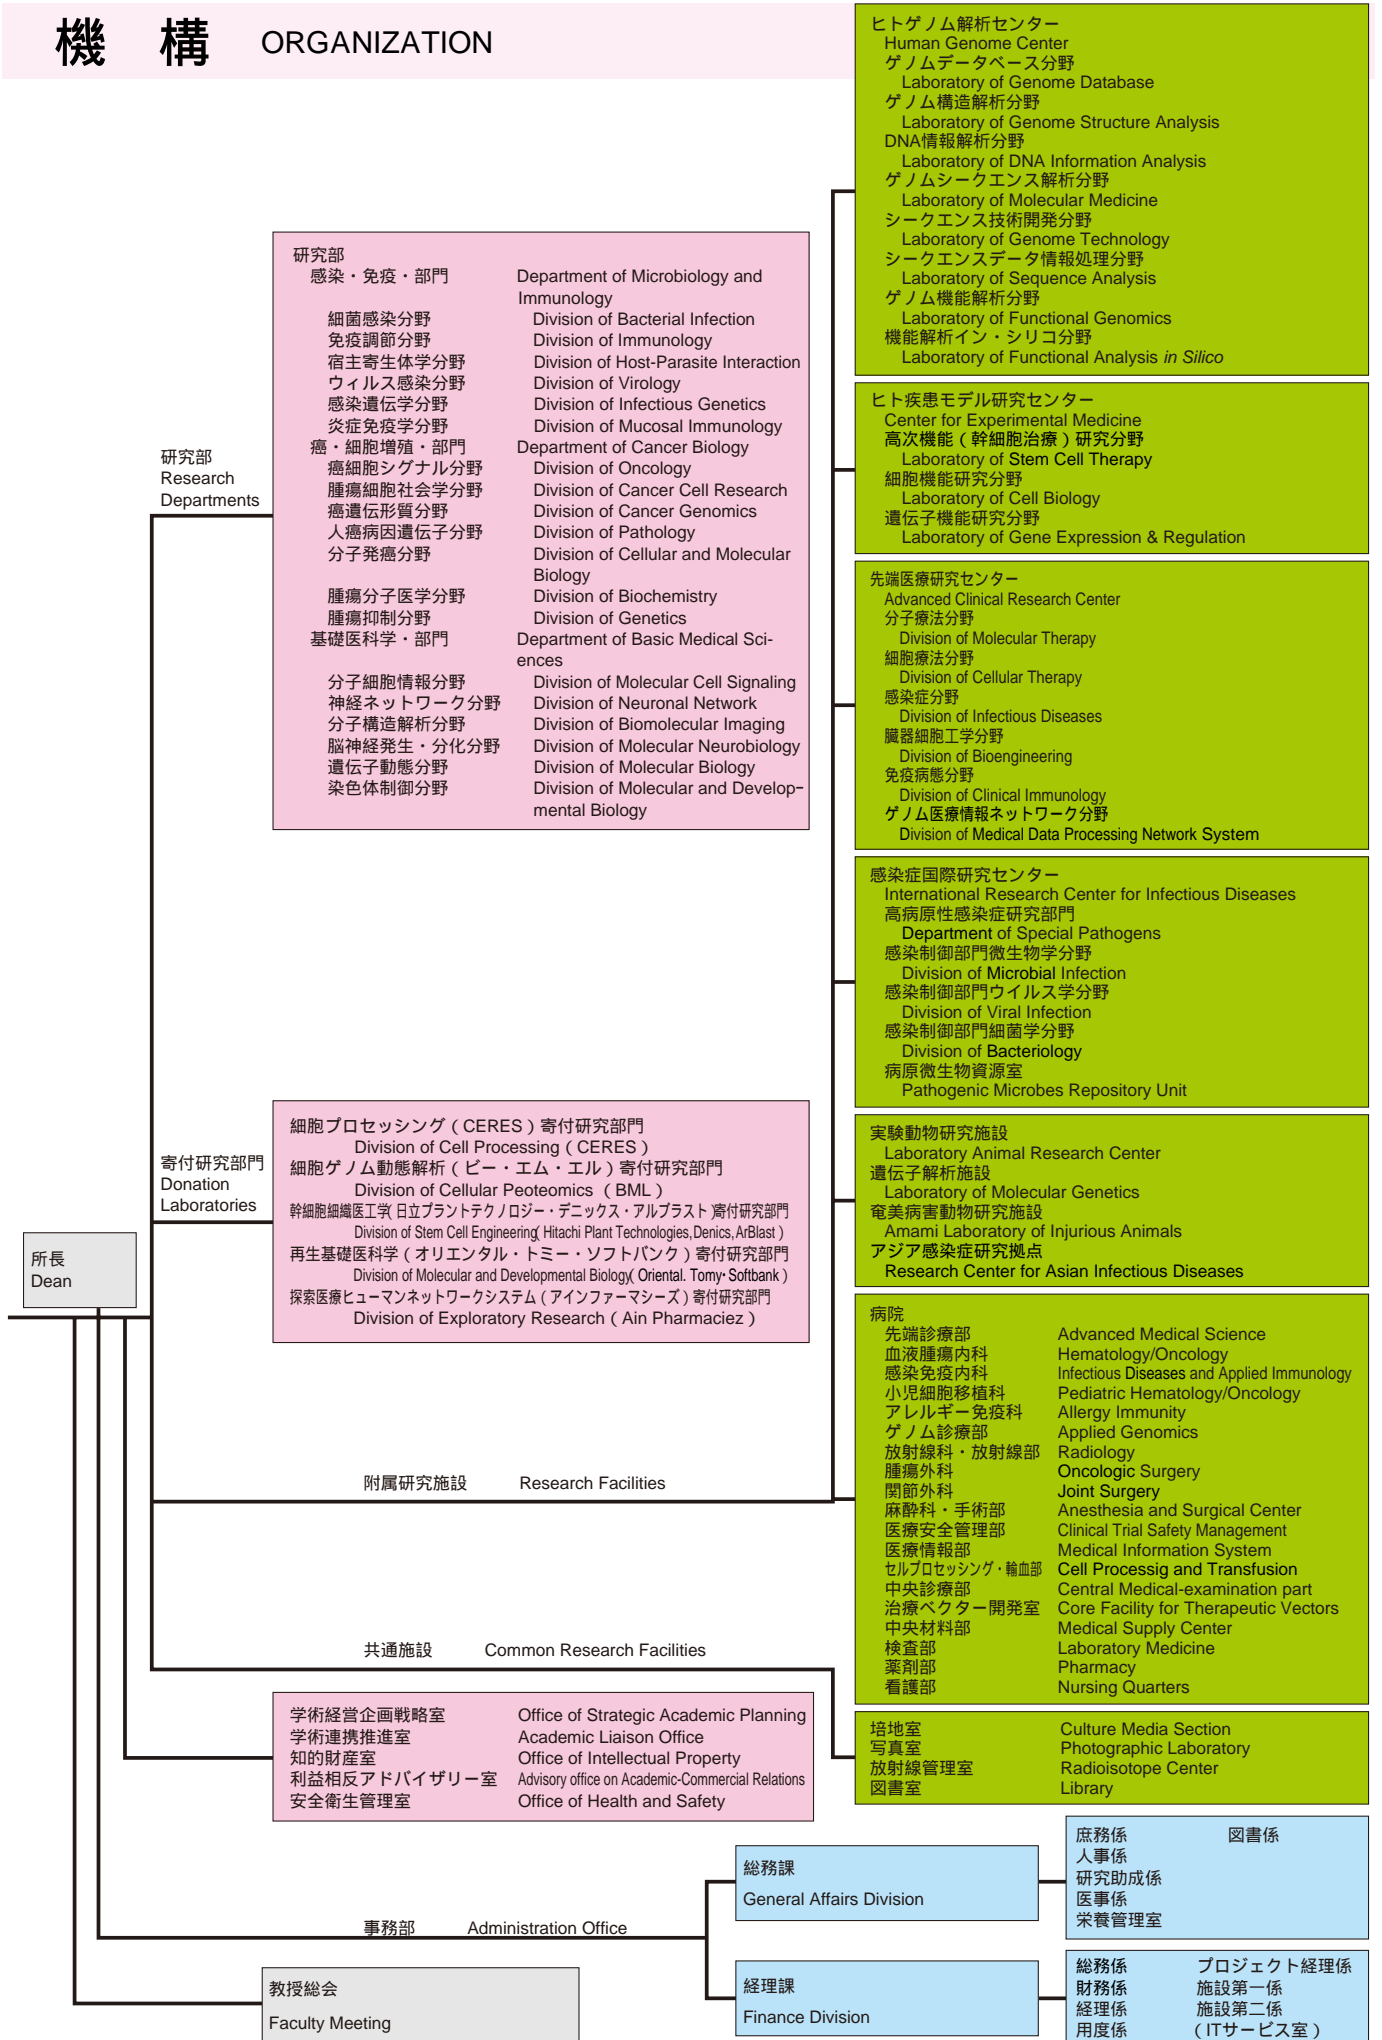 機 構 ORGANIZATION
ヒトゲノム解析センター
Human Genome Center
ゲノムデータベース分野
Laboratory of Genome Database
ゲノム構造解析分野
Laboratory of Genome Structure Analysis
DNA情報解析分野
Laboratory of DNA Information Analysis
ゲノムシークエンス解析分野
Laboratory of Molecular Medicine
シークエンス技術開発分野
Laboratory of Genome Technology
シークエンスデータ情報処理分野
Laboratory of Sequence Analysis
ゲノム機能解析分野
Laboratory of Functional Genomics
機能解析イン・シリコ分野
Laboratory of Functional Analysis in Silico
研究部
Research
Departments
研究部
感染・免疫・部門 Department of Microbiology and
Immunology
細菌感染分野 Division of Bacterial Infection
免疫調節分野 Division of Immunology
宿主寄生体学分野 Division of Host-Parasite Interaction
ウィルス感染分野 Division of Virology
感染遺伝学分野 Division of Infectious Genetics
炎症免疫学分野 Division of Mucosal Immunology
癌・細胞増殖・部門 Department of Cancer Biology
癌細胞シグナル分野 Division of Oncology
腫瘍細胞社会学分野 Division of Cancer Cell Research
癌遺伝形質分野 Division of Cancer Genomics
人癌病因遺伝子分野 Division of Pathology
分子発癌分野 Division of Cellular and Molecular
Biology
腫瘍分子医学分野 Division of Biochemistry
腫瘍抑制分野 Division of Genetics
基礎医科学・部門 Department of Basic Medical Sci-
ences
分子細胞情報分野 Division of Molecular Cell Signaling
神経ネットワーク分野 Division of Neuronal Network
分子構造解析分野 Division of Biomolecular Imaging
脳神経発生・分化分野 Division of Molecular Neurobiology
遺伝子動態分野 Division of Molecular Biology
染色体制御分野 Division of Molecular and Develop-
mental Biology
ヒト疾患モデル研究センター
Center for Experimental Medicine
高次機能（幹細胞治療）研究分野
Laboratory of Stem Cell Therapy
細胞機能研究分野
Laboratory of Cell Biology
遺伝子機能研究分野
Laboratory of Gene Expression & Regulation
先端医療研究センター
Advanced Clinical Research Center
分子療法分野
Division of Molecular Therapy
細胞療法分野
Division of Cellular Therapy
感染症分野
Division of Infectious Diseases
臓器細胞工学分野
Division of Bioengineering
免疫病態分野
Division of Clinical Immunology
ゲノム医療情報ネットワーク分野
Division of Medical Data Processing Network System
感染症国際研究センター
International Research Center for Infectious Diseases
高病原性感染症研究部門
Department of Special Pathogens
感染制御部門微生物学分野
Division of Microbial Infection
感染制御部門ウイルス学分野
Division of Viral Infection
感染制御部門細菌学分野
Division of Bacteriology
病原微生物資源室
Pathogenic Microbes Repository Unit
寄付研究部門
Donation
Laboratories
細胞プロセッシング（CERES）寄付研究部門
Division of Cell Processing（CERES）
細胞ゲノム動態解析（ビー・エム・エル）寄付研究部門
Division of Cellular Peoteomics （BML）
幹細胞細織医工学（日立プラントテクノロジー・デニックス・アルブラスト）寄付研究部門
Division of Stem Cell Engineering（Hitachi Plant Technologies,Denics,ArBlast）
再生基礎医科学（オリエンタル・トミー・ソフトバンク）寄付研究部門
Division of Molecular and Developmental Biology（Oriental. Tomy・Softbank）
探索医療ヒューマンネットワークシステム（アインファーマシーズ）寄付研究部門
Division of Exploratory Research（Ain Pharmaciez）
実験動物研究施設
Laboratory Animal Research Center
遺伝子解析施設
Laboratory of Molecular Genetics
奄美病害動物研究施設
Amami Laboratory of Injurious Animals
アジア感染症研究拠点
Research Center for Asian Infectious Diseases
所長
Dean
病院
先端診療部 Advanced Medical Science
血液腫瘍内科 Hematology/Oncology
感染免疫内科 Infectious Diseases and Applied Immunology
小児細胞移植科 Pediatric Hematology/Oncology
アレルギー免疫科 Allergy Immunity
ゲノム診療部 Applied Genomics
放射線科・放射線部 Radiology
腫瘍外科 Oncologic Surgery
関節外科 Joint Surgery
麻酔科・手術部 Anesthesia and Surgical Center
医療安全管理部 Clinical Trial Safety Management
医療情報部 Medical Information System
セルプロセッシング・輸血部 Cell Processig and Transfusion
中央診療部 Central Medical-examination part
治療ベクター開発室 Core Facility for Therapeutic Vectors
中央材料部 Medical Supply Center
検査部 Laboratory Medicine
薬剤部 Pharmacy
看護部 Nursing Quarters
附属研究施設 Research Facilities
共通施設 Common Research Facilities
学術経営企画戦略室 Office of Strategic Academic Planning
学術連携推進室 Academic Liaison Office
知的財産室 Office of Intellectual Property
利益相反アドバイザリー室 Advisory office on Academic-Commercial Relations
安全衛生管理室 Office of Health and Safety
培地室 Culture Media Section
写真室 Photographic Laboratory
放射線管理室 Radioisotope Center
図書室 Library
事務部 Administration Office
総務課
General Affairs Division
庶務係 図書係
人事係
研究助成係
医事係
栄養管理室
教授総会
Faculty Meeting
経理課
Finance Division
総務係 プロジェクト経理係
財務係 施設第一係
経理係 施設第二係
用度係 （ITサービス室）